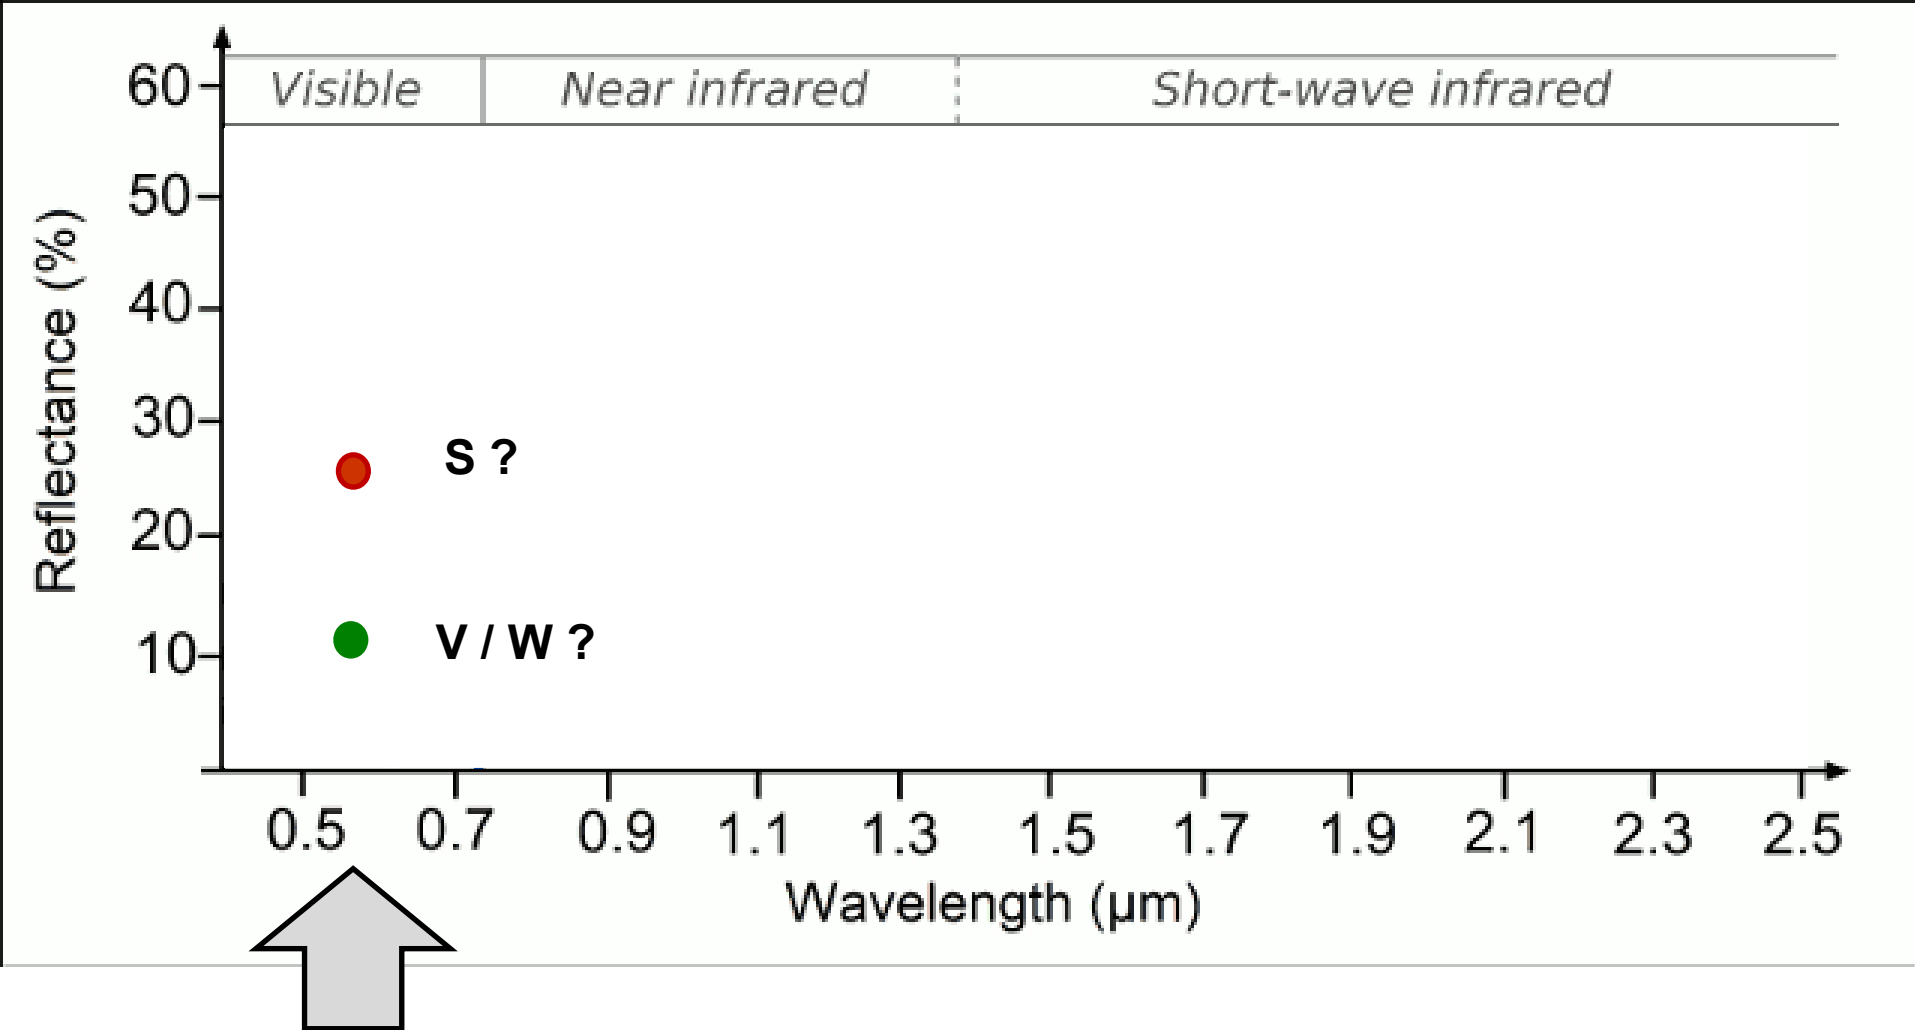 60
Visible
Near infrared
Short-wave infrared
50
40
30
20
10
Reflectance (%)
S ?
V / W ?
0.5 0.7 0.9 1.1 1.3 1.5 1.7 1.9 2.1 2.3 2.5
Wavelength (µm)